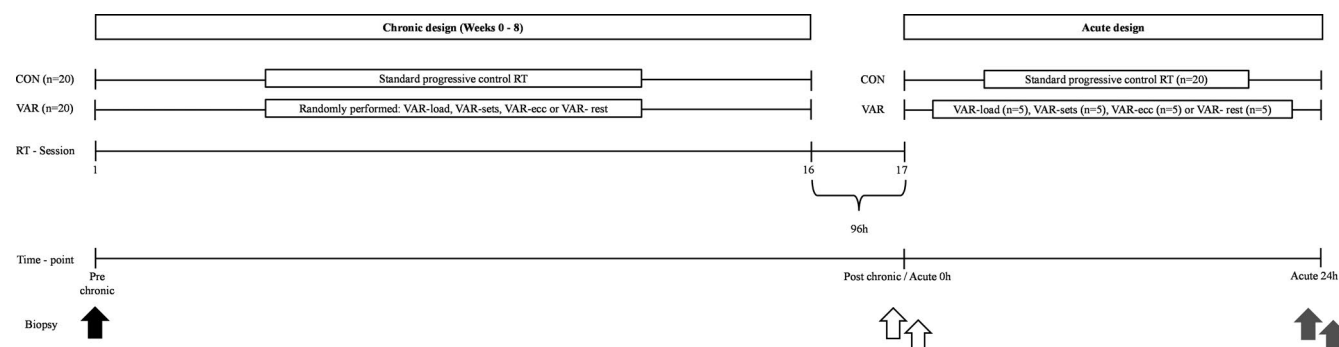 Chronic design (Weeks 0 - 8)
Acute design
CON (n=20)
Standard progressive control RT
CON
Standard progressive control RT (n=20)
VAR (n=20)
Randomly performed: VAR-load, VAR-sets, VAR-ecc or VAR- rest
VAR
VAR-load (n=5), VAR-sets (n=5), VAR-ecc (n=5) or VAR- rest (n=5)
RT - Session
1
16
17
96h
Time - point
Pre
chronic
Post chronic / Acute 0h
Acute 24h
Biopsy